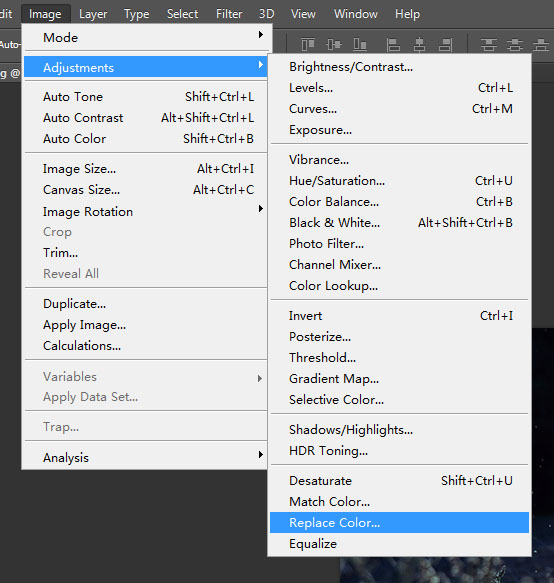 dit Image Layer Type Select Filter 3D View Window Help
Auto-
ng @
Mode
Adjustments
Auto Tone Shift+Ctrl+L
Auto Contrast Alt+Shift+Ctrl+L
Auto Color Shift+Ctrl+B
Image Size... Alt+Ctrl+I
Canvas Size... Alt+Ctrl+C
Image Rotation
Crop
Trim...
Reveal All
Duplicate...
Apply Image...
Calculations...
Variables
Apply Data Set...
Trap...
Analysis
Brightness/Contrast...
Levels... Ctrl+L
Curves... Ctrl+M
Exposure...
Vibrance...
Hue/Saturation... Ctrl+U
Color Balance... Ctrl+B
Black & White... Alt+Shift+Ctrl+B
Photo Filter...
Channel Mixer...
Color Lookup...
Invert Ctrl+I
Posterize...
Threshold...
Gradient Map...
Selective Color...
Shadows/Highlights...
HDR Toning...
Desaturate Shift+Ctrl+U
Match Color...
Replace Color...
Equalize